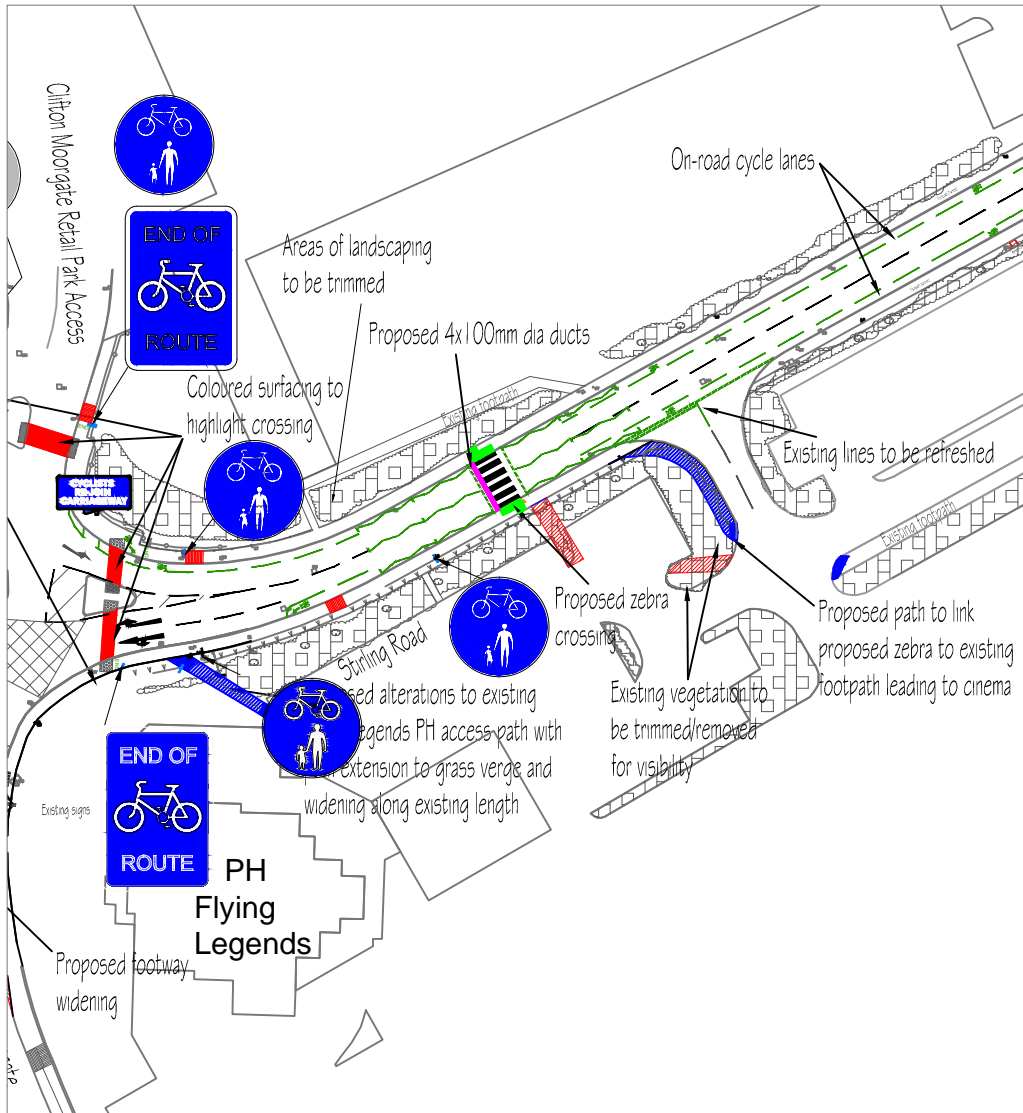 Clifton Moorgate Retail Park Access
END OF
ROUTE
Areas of landscaping
to be trimmed
On-road cycle lanes
Proposed 4x100mm dia ducts
Coloured surfacing to
highlight crossing
Existing footpath
Existing lines to be refreshed
CYCLISTS
REJOIN
CARRIAGEWAY
Existing footpath
Proposed zebra
crossing
Proposed path to link
proposed zebra to existing
footpath leading to cinema
Stirling Road
alterations to existing
egends PH access path with
extension to grass verge and
widening along existing length
Existing vegetation to
be trimmed/removed
for visibility
END OF
ROUTE
Existing signs
PH
Flying
Legends
Proposed footway
widening